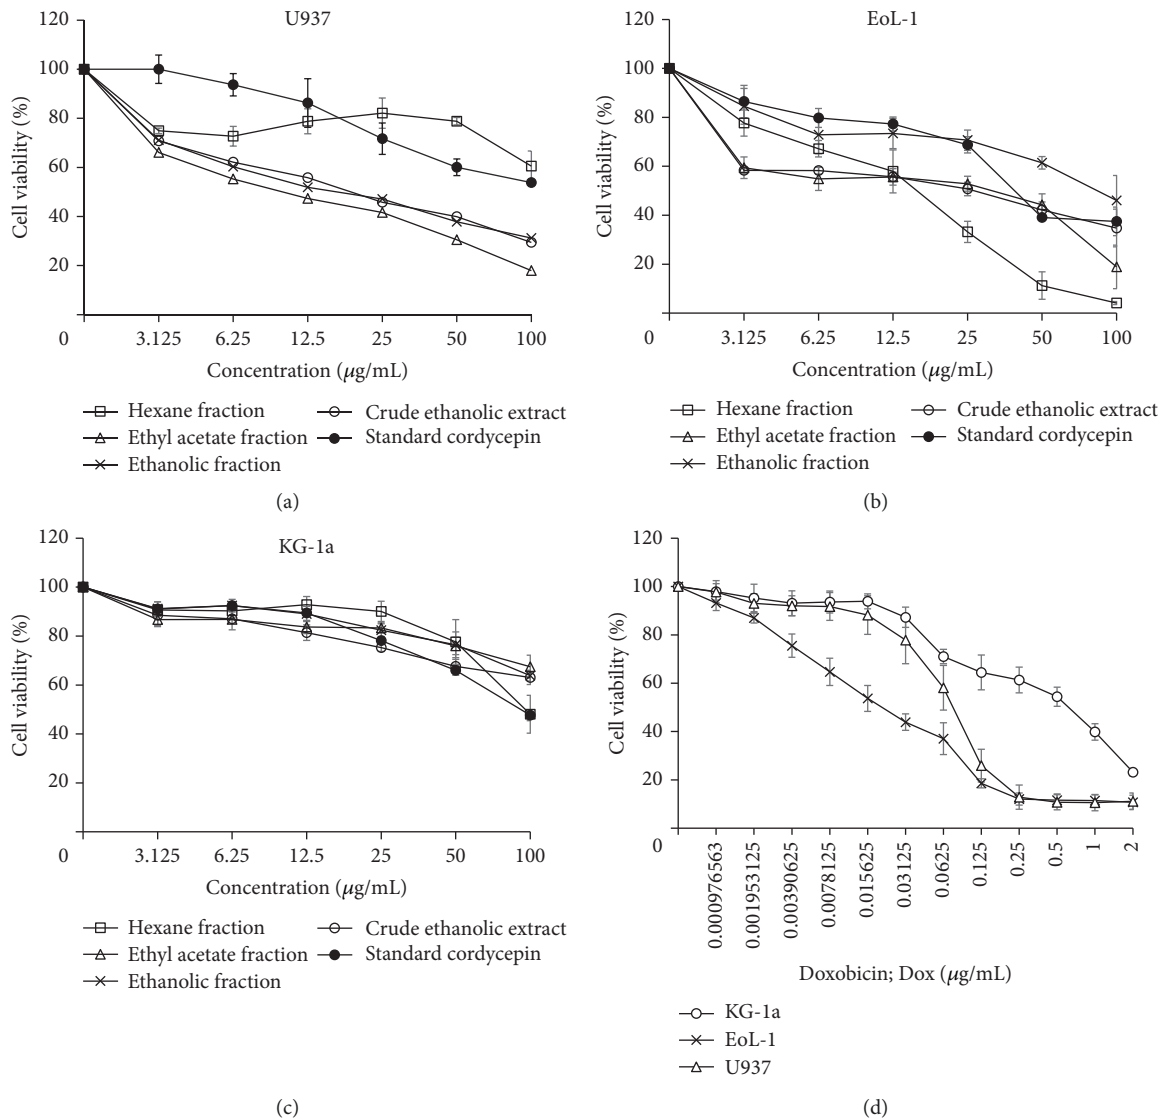 U937
120
100
80
60
40
20
Cell viability (%)
0 3.125 6.25 12.5 25 50 100
Concentration (μg/mL)
Hexane fraction
Ethyl acetate fraction
Ethanolic fraction
Crude ethanolic extract
Standard cordycepin
(a)
EoL-1
120
100
80
60
40
20
Cell viability (%)
0 3.125 6.25 12.5 25 50 100
Concentration (μg/mL)
Hexane fraction
Ethyl acetate fraction
Ethanolic fraction
Crude ethanolic extract
Standard cordycepin
(b)
KG-1a
120
100
80
60
40
20
Cell viability (%)
0 3.125 6.25 12.5 25 50 100
Concentration (μg/mL)
Hexane fraction
Ethyl acetate fraction
Ethanolic fraction
Crude ethanolic extract
Standard cordycepin
(c)
120
100
80
60
40
20
Cell viability (%)
0
0.000976563
0.001953125
0.00390625
0.0078125
0.015625
0.03125
0.0625
0.125
0.25
0.5
1
2
Doxobicin; Dox (μg/mL)
KG-1a
EoL-1
U937
(d)